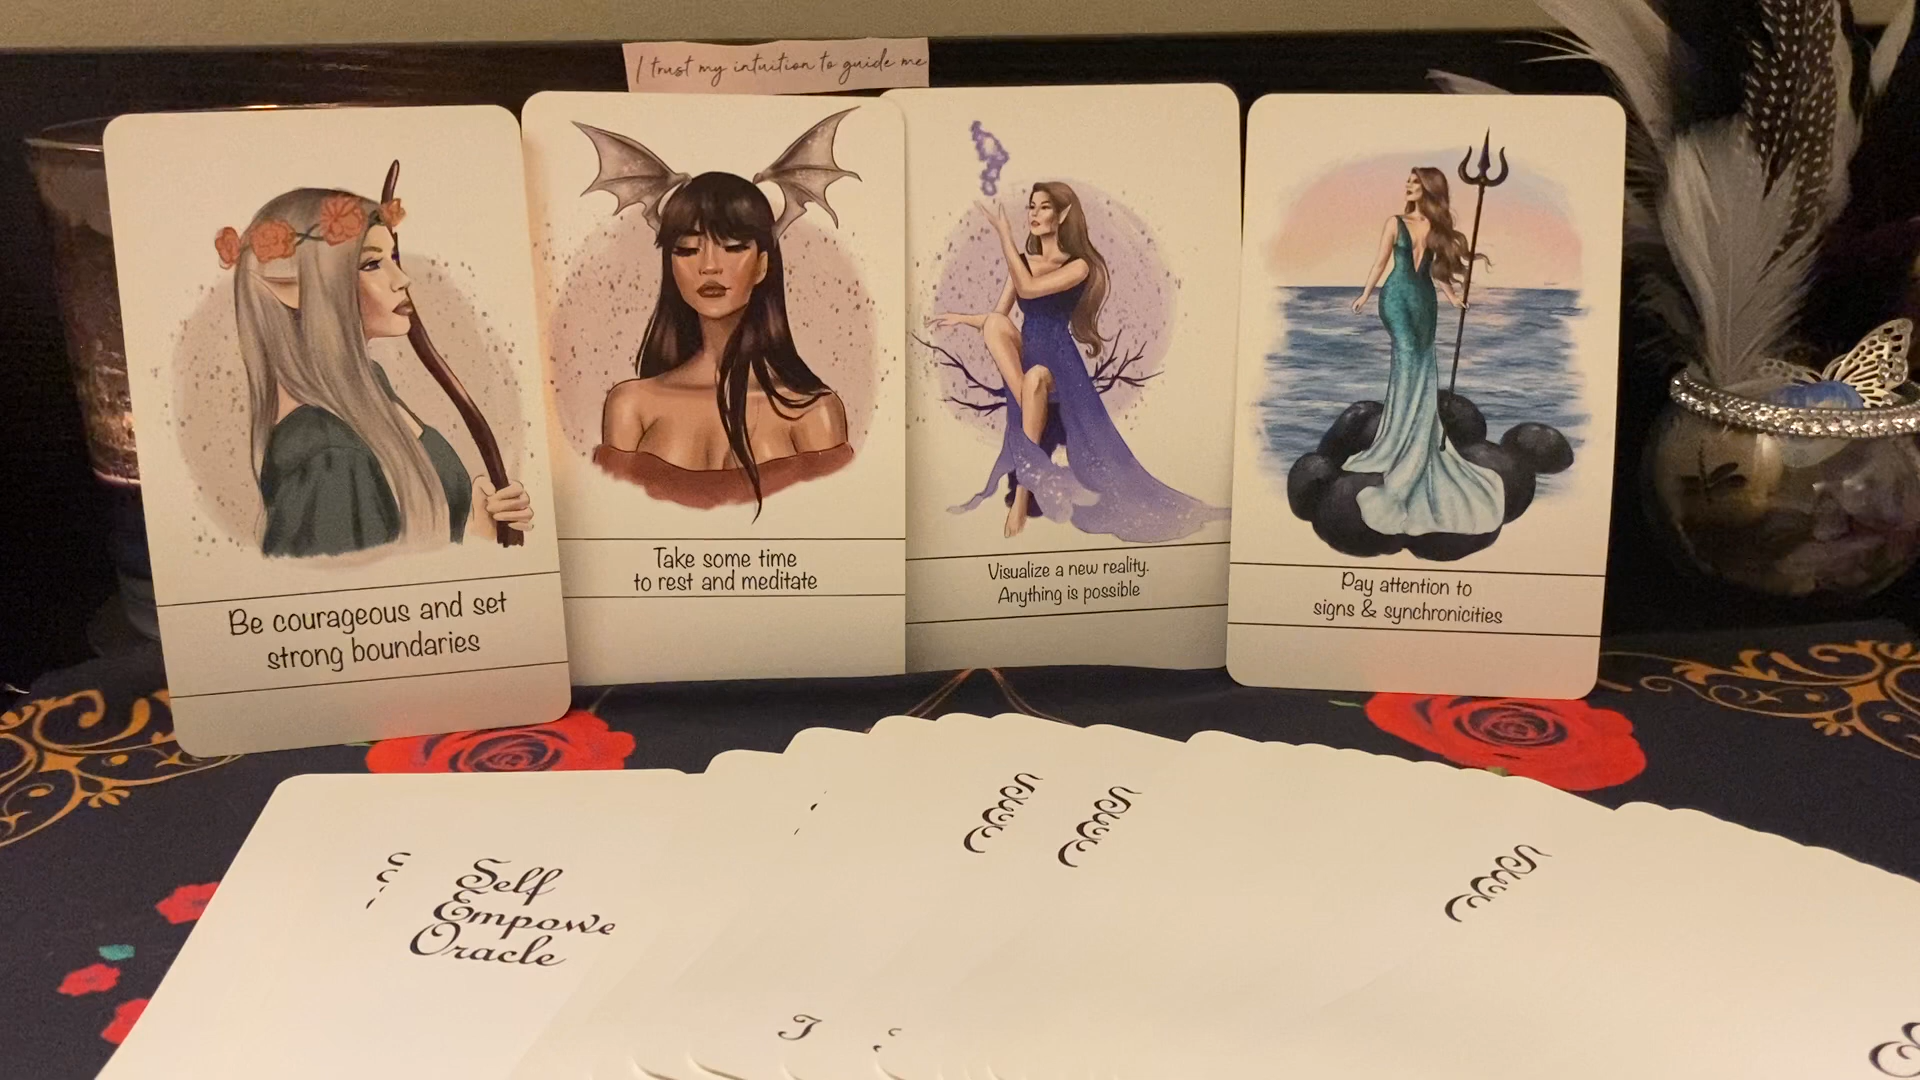 I trust my intuition to guide me
Be courageous and set
strong boundaries
Take some time
to rest and meditate
Visualize a new reality.
Anything is possible
Pay attention to
signs & synchronicities
Self
Empowe
Oracle